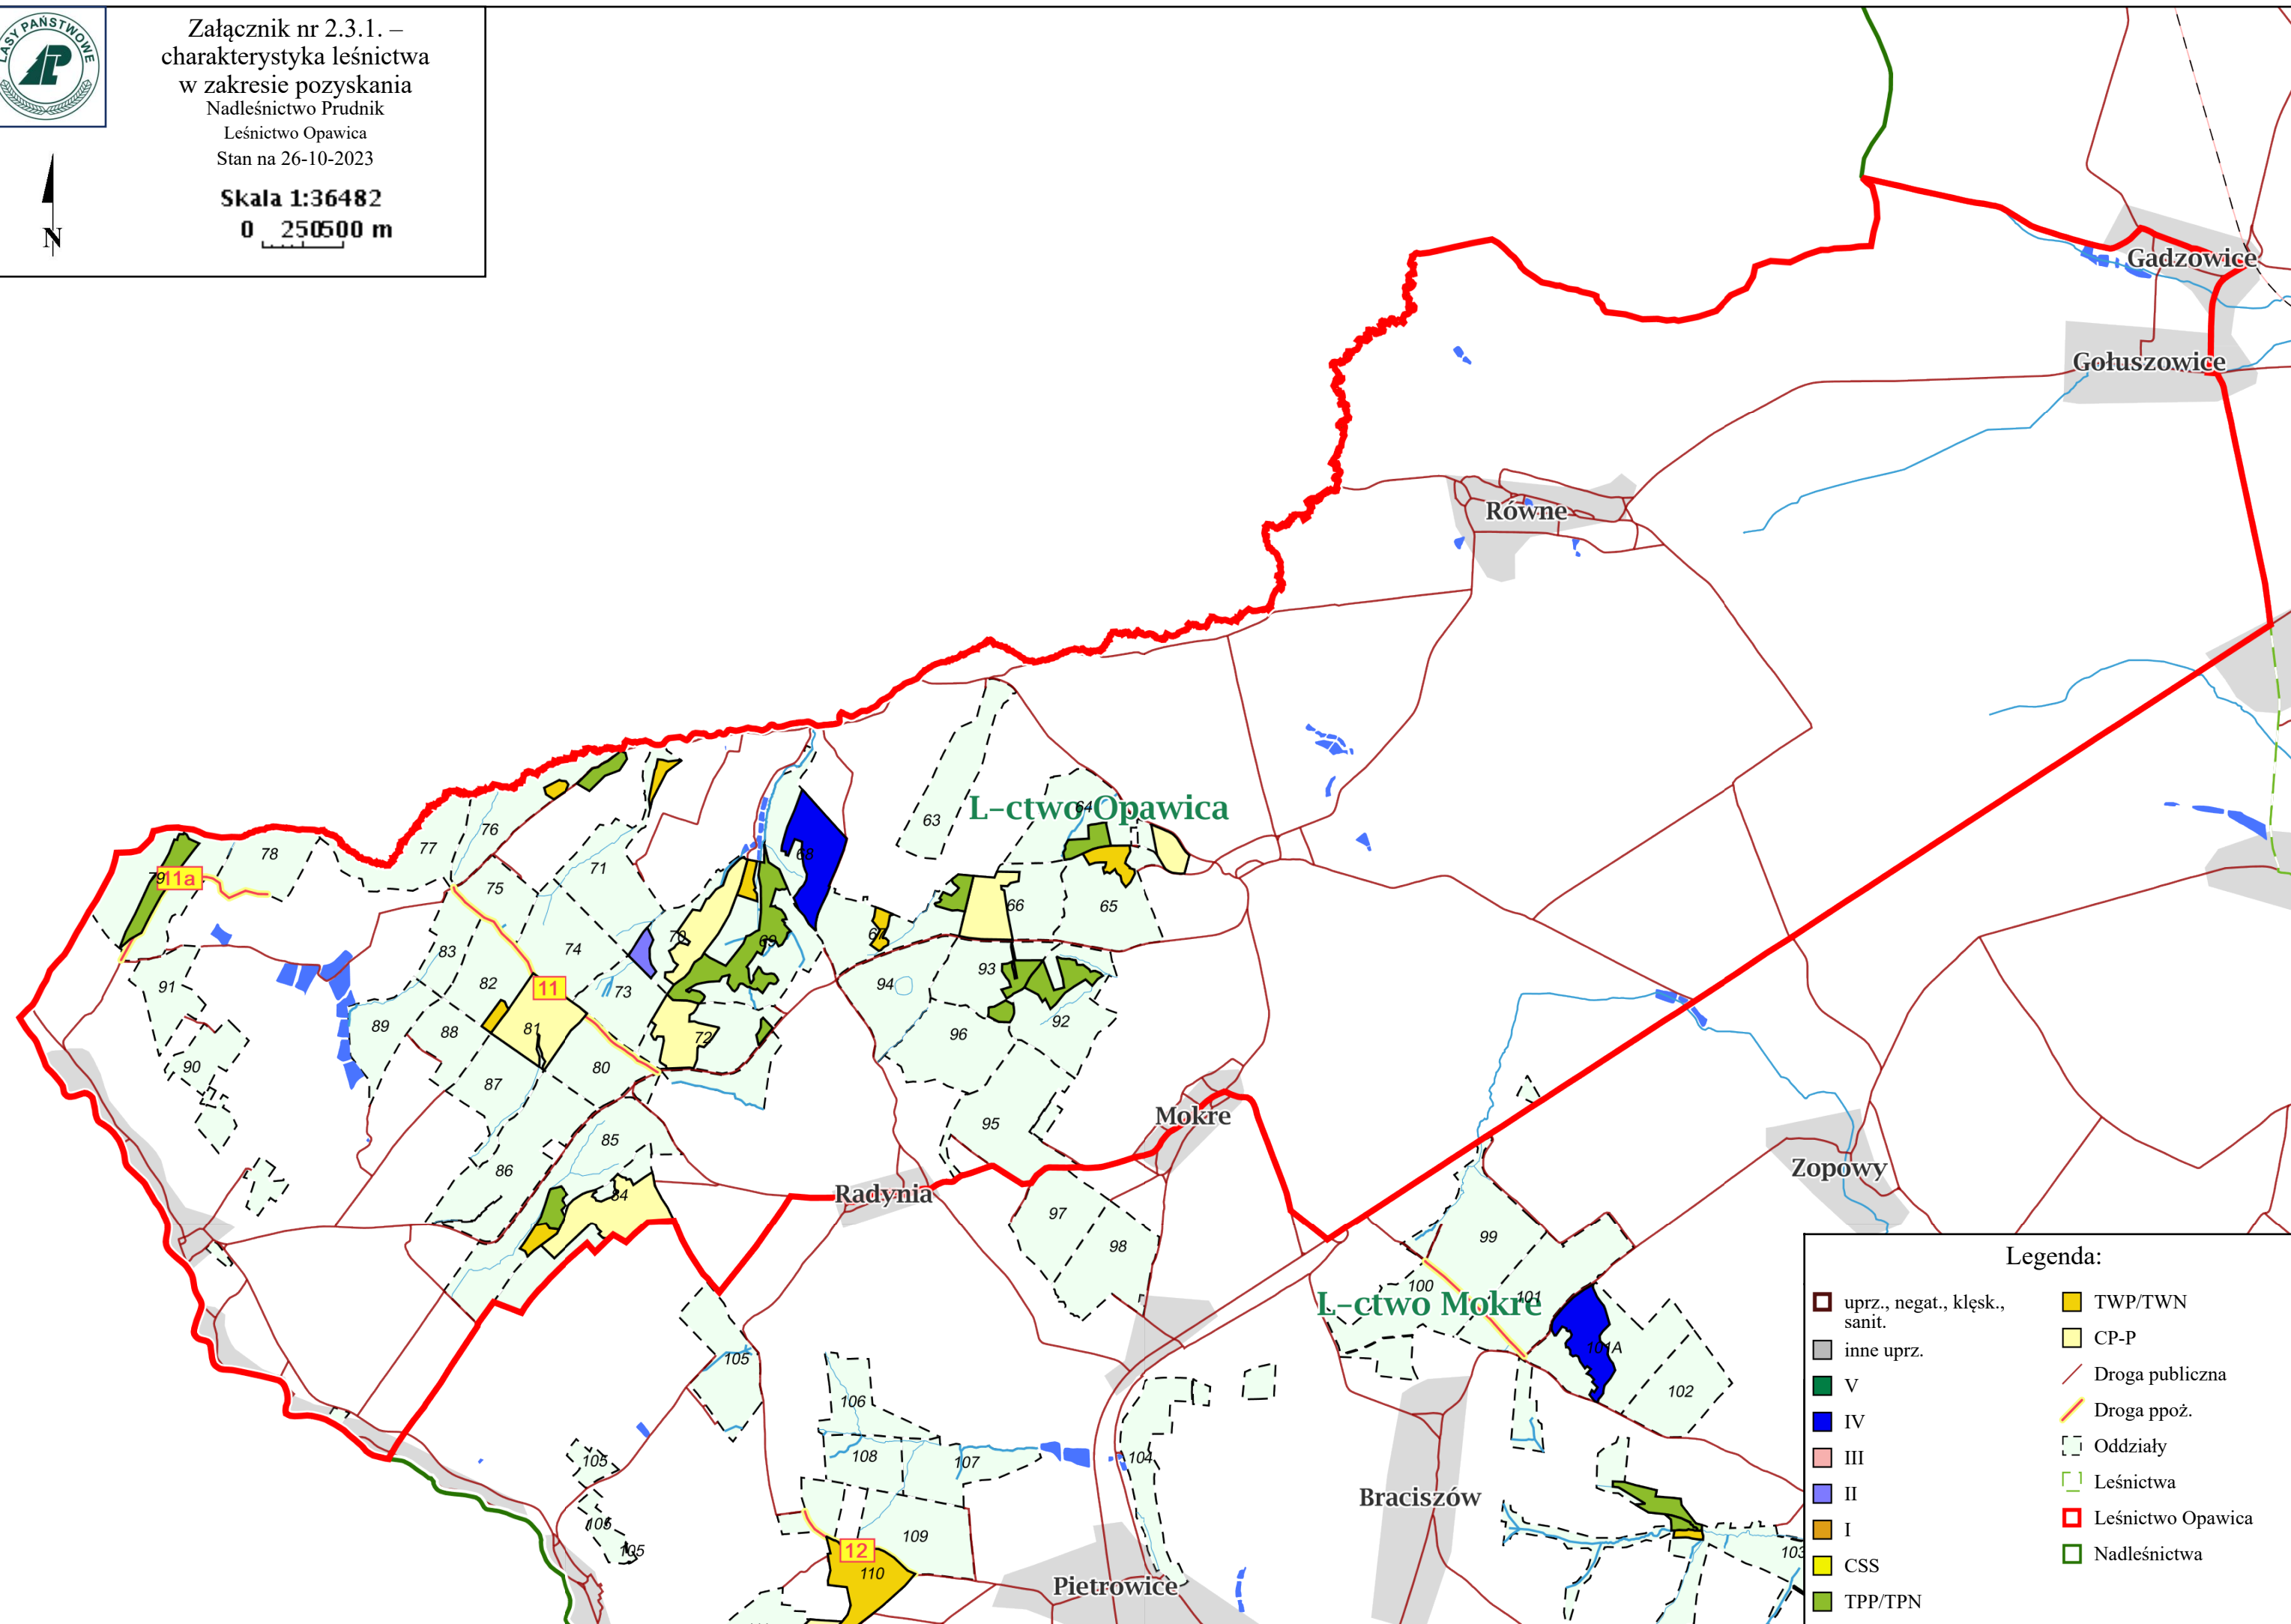 LASY PAŃSTWOWE
Załącznik nr 2.3.1. –
charakterystyka leśnictwa
w zakresie pozyskania
Nadleśnictwo Prudnik
Leśnictwo Opawica
Stan na 26-10-2023
Skala 1:36482
0 250 500 m
N
Gadzowice
Gołuszowice
Równe
L-ctwo Opawica
64
63
68
76
77
78
79
11a
71
75
66
65
67
70
69
83
74
82
11
73
93
94
91
89
88
81
72
96
92
90
87
80
95
Mokre
85
86
84
Radynia
Zopowy
97
98
99
100
L-ctwo Mokre
101
101A
102
105
106
108
107
104
105
105
105
109
12
110
Braciszów
Pietrowice
103
Legenda:
uprz., negat., klęsk.,
sanit.
inne uprz.
V
IV
III
II
I
CSS
TPP/TPN
TWP/TWN
CP-P
Droga publiczna
Droga ppoż.
Oddziały
Leśnictwa
Leśnictwo Opawica
Nadleśnictwa